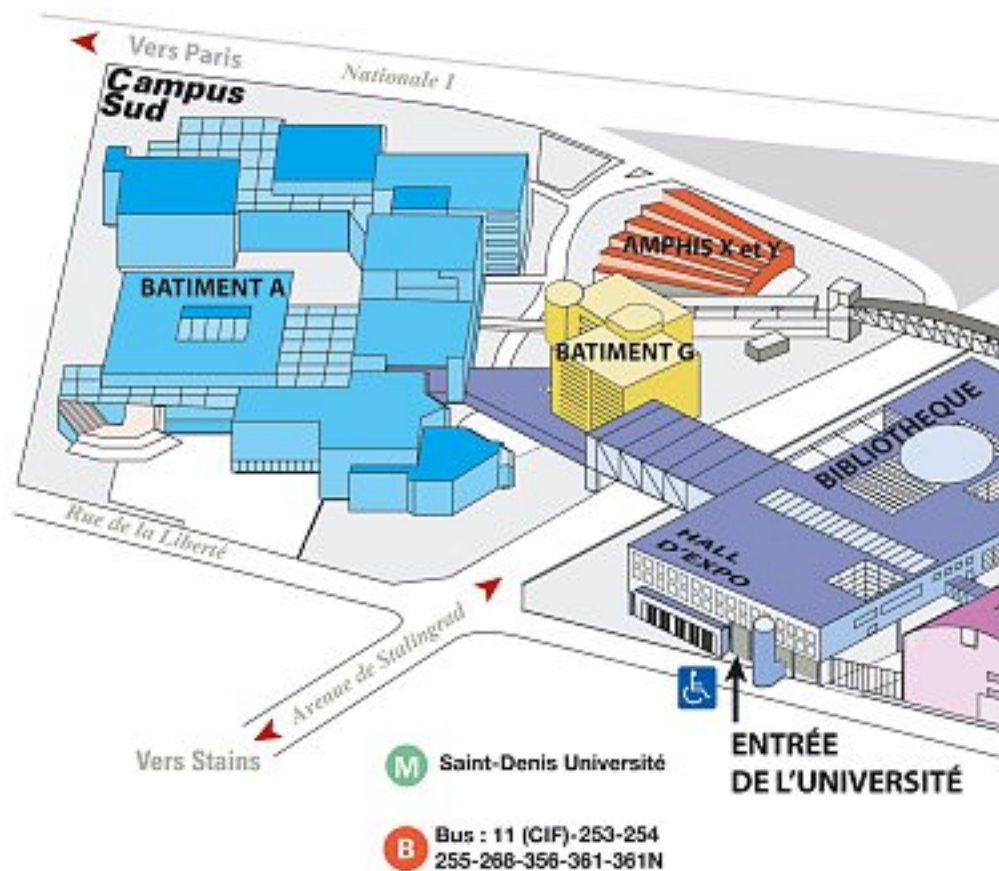 Vers Paris
Nationale 1
Campus
Sud
AMPHIS X et Y
BATIMENT A
BATIMENT G
BIBLIOTHEQUE
HALL
D'EXPO
Rue de la Liberté
Avenue de Stalingrad
Vers Stains
ENTRÉE
DE L'UNIVERSITÉ
M Saint-Denis Université
B Bus : 11 (CIF)-253-254
255-268-356-361-361N